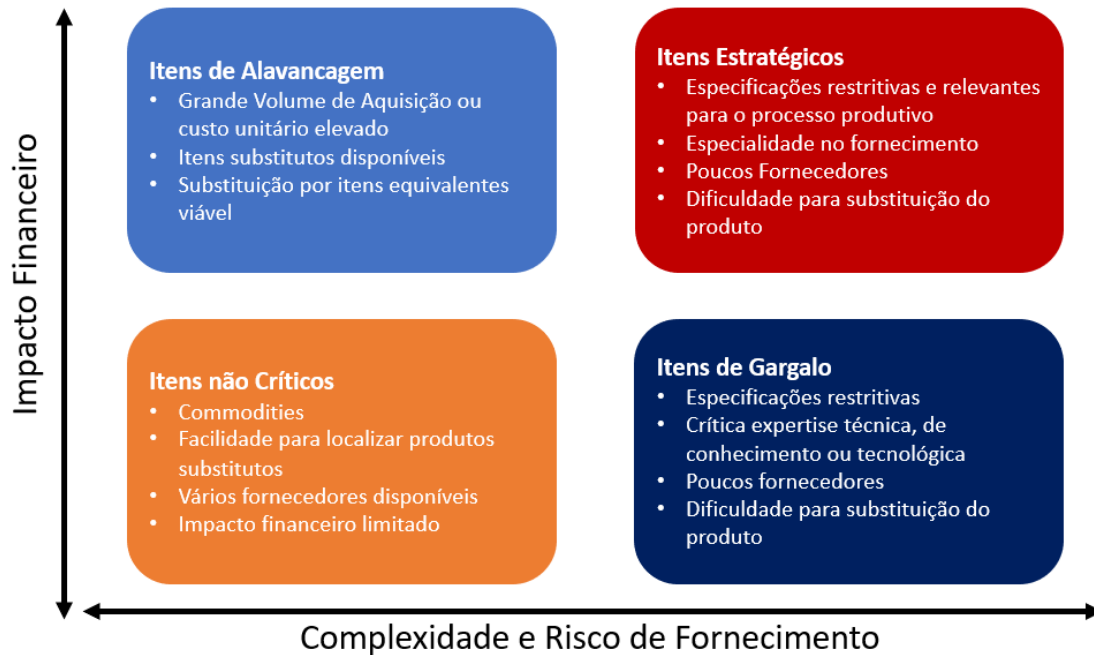 Impacto Financeiro
Itens de Alavancagem
• Grande Volume de Aquisição ou
custo unitário elevado
• Itens substitutos disponíveis
• Substituição por itens equivalentes
viável
Itens Estratégicos
• Especificações restritivas e relevantes
para o processo produtivo
• Especialidade no fornecimento
• Poucos Fornecedores
• Dificuldade para substituição do
produto
Itens não Críticos
• Commodities
• Facilidade para localizar produtos
substitutos
• Vários fornecedores disponíveis
• Impacto financeiro limitado
Itens de Gargalo
• Especificações restritivas
• Crítica expertise técnica, de
conhecimento ou tecnológica
• Poucos fornecedores
• Dificuldade para substituição do
produto
Complexidade e Risco de Fornecimento